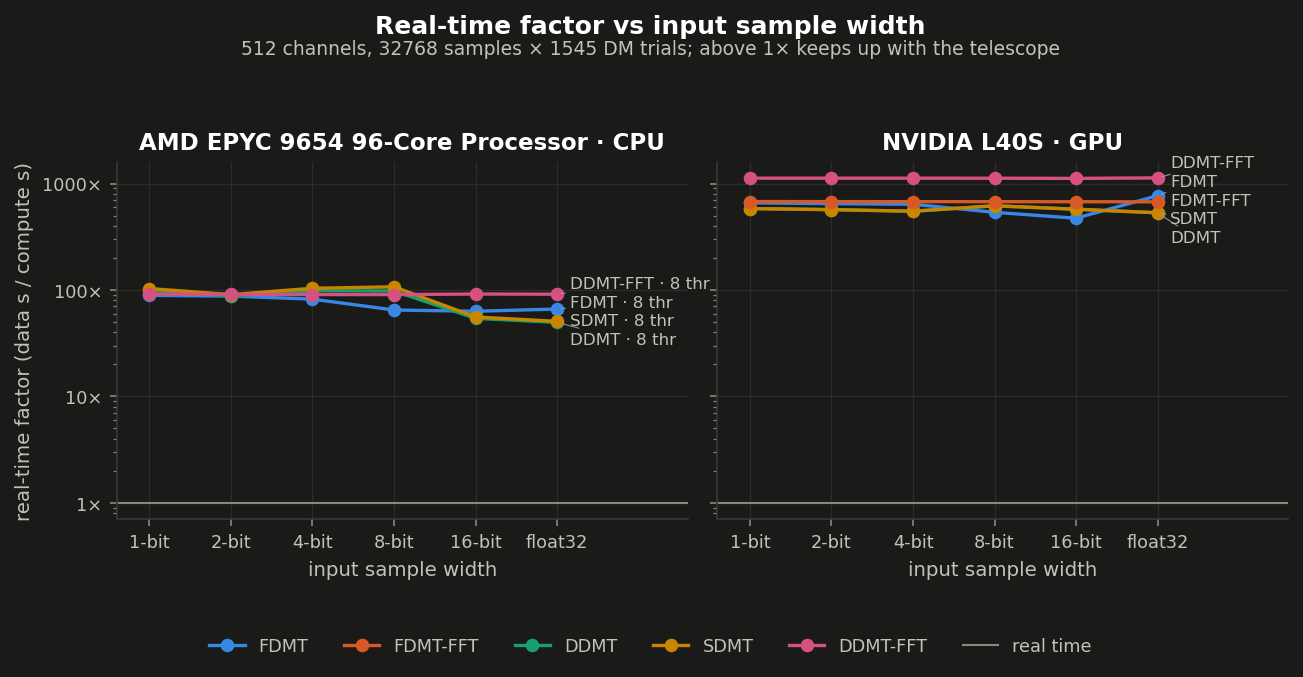 Real-time factor vs input sample width
512 channels, 32768 samples × 1545 DM trials; above 1× keeps up with the telescope
AMD EPYC 9654 96-Core Processor · CPU
real-time factor (data s / compute s)
1000×
100×
10×
1×
DDMT-FFT · 8 thr
FDMT · 8 thr
SDMT · 8 thr
DDMT · 8 thr
1-bit
2-bit
4-bit
8-bit
16-bit
float32
input sample width
NVIDIA L40S · GPU
DDMT-FFT
FDMT
FDMT-FFT
SDMT
DDMT
1-bit
2-bit
4-bit
8-bit
16-bit
float32
input sample width
FDMT
FDMT-FFT
DDMT
SDMT
DDMT-FFT
real time